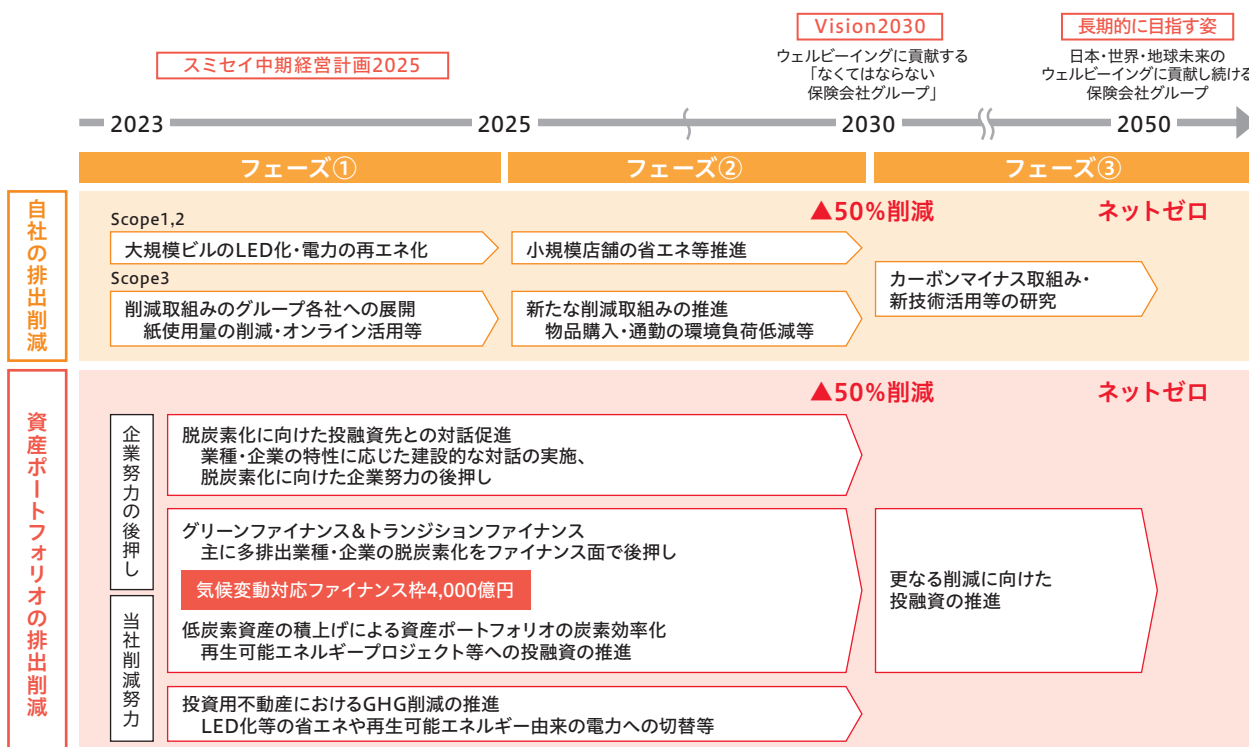 スミセイ中期経営計画2025
Vision2030
ウェルビーイングに貢献する
「なくてはならない
保険会社グループ」
長期的に目指す姿
日本・世界・地球未来の
ウェルビーイングに貢献し続ける
保険会社グループ
2023
2025
2030
2050
フェーズ①
フェーズ②
フェーズ③
自社の排出削減
▲50%削減
ネットゼロ
Scope1,2
大規模ビルのLED化・電力の再エネ化
小規模店舗の省エネ等推進
Scope3
削減取組みのグループ各社への展開
紙使用量の削減・オンライン活用等
新たな削減取組みの推進
物品購入・通勤の環境負荷低減等
カーボンマイナス取組み・
新技術活用等の研究
資産ポートフォリオの排出削減
▲50%削減
ネットゼロ
企業努力の後押し
脱炭素化に向けた投融資先との対話促進
業種・企業の特性に応じた建設的な対話の実施、
脱炭素化に向けた企業努力の後押し
グリーンファイナンス&トランジションファイナンス
主に多排出業種・企業の脱炭素化をファイナンス面で後押し
気候変動対応ファイナンス枠4,000億円
当社削減努力
低炭素資産の積上げによる資産ポートフォリオの炭素効率化
再生可能エネルギープロジェクト等への投融資の推進
更なる削減に向けた
投融資の推進
投資用不動産におけるGHG削減の推進
LED化等の省エネや再生可能エネルギー由来の電力への切替等